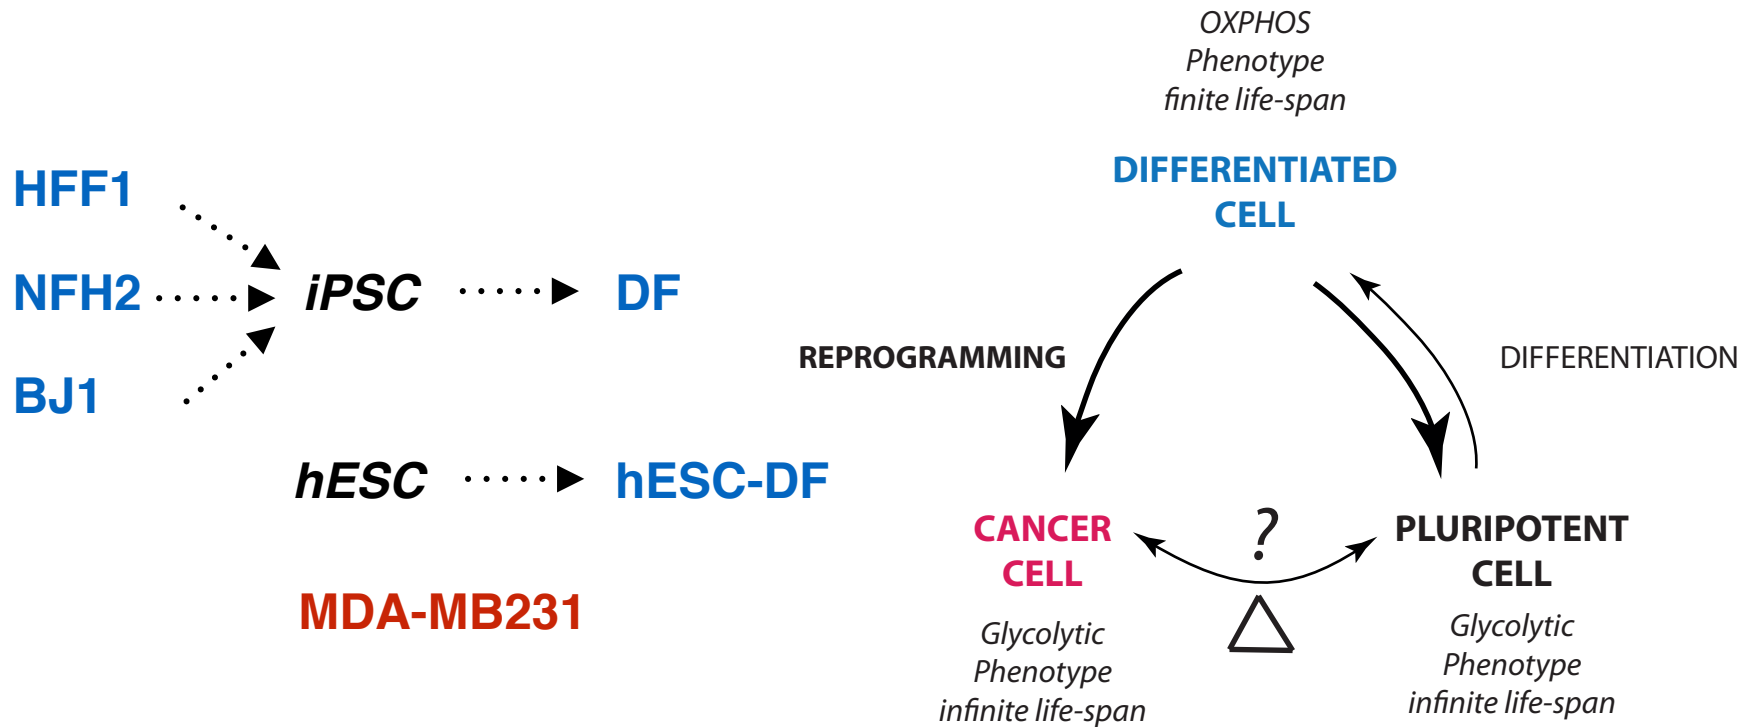 HFF1
NFH2
iPSC
DF
BJ1
hESC
hESC-DF
MDA-MB231
OXPHOS
Phenotype
finite life-span
DIFFERENTIATED
CELL
REPROGRAMMING
DIFFERENTIATION
?
CANCER
CELL
Glycolytic
Phenotype
infinite life-span
PLURIPOTENT
CELL
Glycolytic
Phenotype
infinite life-span